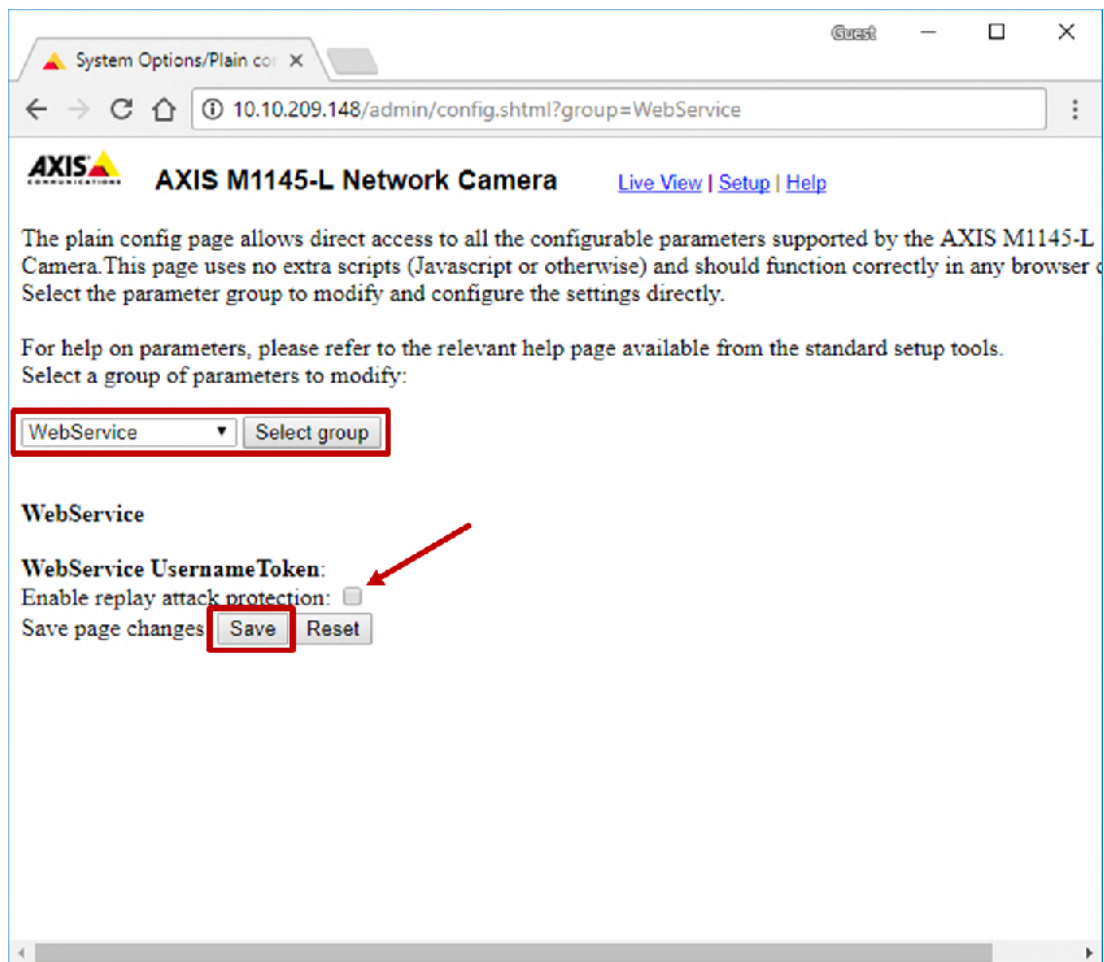 Guest
System Options/Plain co
10.10.209.148/admin/config.shtml?group=WebService
AXIS
COMMUNICATIONS
AXIS M1145-L Network Camera
Live View | Setup | Help
The plain config page allows direct access to all the configurable parameters supported by the AXIS M1145-L
Camera.This page uses no extra scripts (Javascript or otherwise) and should function correctly in any browser
Select the parameter group to modify and configure the settings directly.
For help on parameters, please refer to the relevant help page available from the standard setup tools.
Select a group of parameters to modify:
WebService Select group
WebService
WebService UsernameToken:
Enable replay attack protection:
Save page changes Save Reset